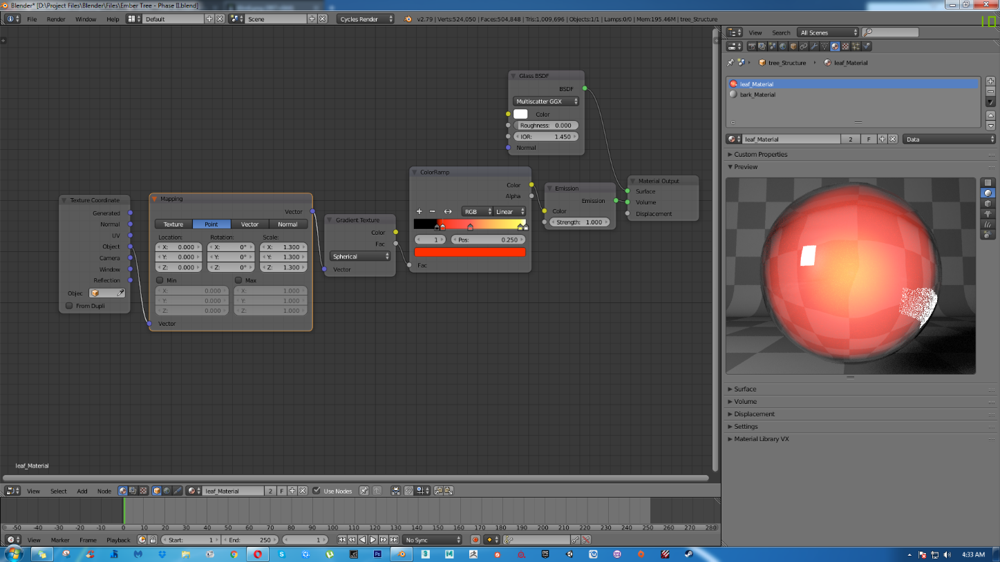 Blender* [D:\Project Files\Blender\Files\Ember Tree - Phase II.blend]
File Render Window Help Default Scene Cycles Render v2.79 | Verts:524,050 | Faces:504,848 | Tris:1,009,696 | Objects:1/1 | Lamps:0/0 | Mem:195.46M | tree_Structure
10
View Search All Scenes
tree_Structure leaf_Material
leaf_Material
bark_Material
leaf_Material 2 F Data
Custom Properties
Preview
Surface
Volume
Displacement
Settings
Material Library VX
Glass BSDF
BSDF
Multiscatter GGX
Color
Roughness: 0.000
IOR: 1.450
Normal
ColorRamp
Color
Alpha
RGB Linear
1 Pos: 0.250
Fac
Emission
Emission
Color
Strength: 1.000
Material Output
Surface
Volume
Displacement
Texture Coordinate
Generated
Normal
UV
Object
Camera
Window
Reflection
Objec
From Dupli
Mapping
Vector
Texture Point Vector Normal
Location: Rotation: Scale:
X: 0.000 X: 0° X: 1.300
Y: 0.000 Y: 0° Y: 1.300
Z: 0.000 Z: 0° Z: 1.300
Min Max
X: 0.000 X: 1.000
Y: 0.000 Y: 1.000
Z: 0.000 Z: 1.000
Vector
Gradient Texture
Color
Fac
Spherical
Vector
leaf_Material
View Select Add Node leaf_Material 2 F Use Nodes
-50 -40 -30 -20 -10 0 10 20 30 40 50 60 70 80 90 100 110 120 130 140 150 160 170 180 190 200 210 220 230 240 250 260 270 280
View Marker Frame Playback Start: 1 End: 250 1 No Sync
4:33 AM